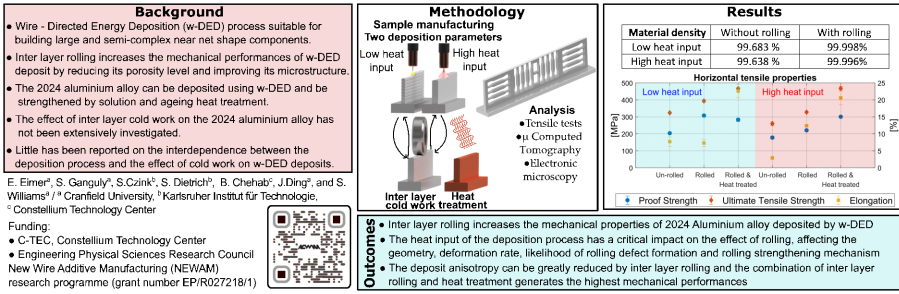 Background
● Wire - Directed Energy Deposition (w-DED) process suitable for
building large and semi-complex near net shape components.
● Inter layer rolling increases the mechanical performances of w-DED
deposit by reducing its porosity level and improving its microstructure.
● The 2024 aluminium alloy can be deposited using w-DED and be
strengthened by solution and ageing heat treatment.
● The effect of inter layer cold work on the 2024 aluminium alloy has
not been extensively investigated.
● Little has been reported on the interdependence between the
deposition process and the effect of cold work on w-DED deposits.
E. Eimerᵃ, S. Gangulyᵃ, S.Czinkᵇ, S. Dietrichᵇ, B. Chehabᶜ, J.Dingᵃ, and S.
Williamsᵃ / ᵃ Cranfield University, ᵇ Karlsruher Institut für Technologie,
ᶜ Constellium Technology Center
Funding:
● C-TEC, Constellium Technology Center
● Engineering Physical Sciences Research Council
New Wire Additive Manufacturing (NEWAM)
research programme (grant number EP/R027218/1)
NEWAM
Methodology
Sample manufacturing
Two deposition parameters
Low heat
input
High heat
input
Inter layer
cold work
Heat
treatment
Analysis
•Tensile tests
•μ Computed
Tomography
•Electronic
microscopy
Results
Material density Without rolling With rolling
Low heat input 99.683 % 99.998%
High heat input 99.638 % 99.996%
Horizontal tensile properties
Low heat input High heat input
[MPa]
500
400
300
200
100
0
25
20
15
10
5
0
[%]
Un-rolled Rolled Rolled &
Heat treated
Un-rolled Rolled Rolled &
Heat treated
Proof Strength Ultimate Tensile Strength Elongation
Outcomes
● Inter layer rolling increases the mechanical properties of 2024 Aluminium alloy deposited by w-DED
● The heat input of the deposition process has a critical impact on the effect of rolling, affecting the
geometry, deformation rate, likelihood of rolling defect formation and rolling strengthening mechanism
● The deposit anisotropy can be greatly reduced by inter layer rolling and the combination of inter layer
rolling and heat treatment generates the highest mechanical performances